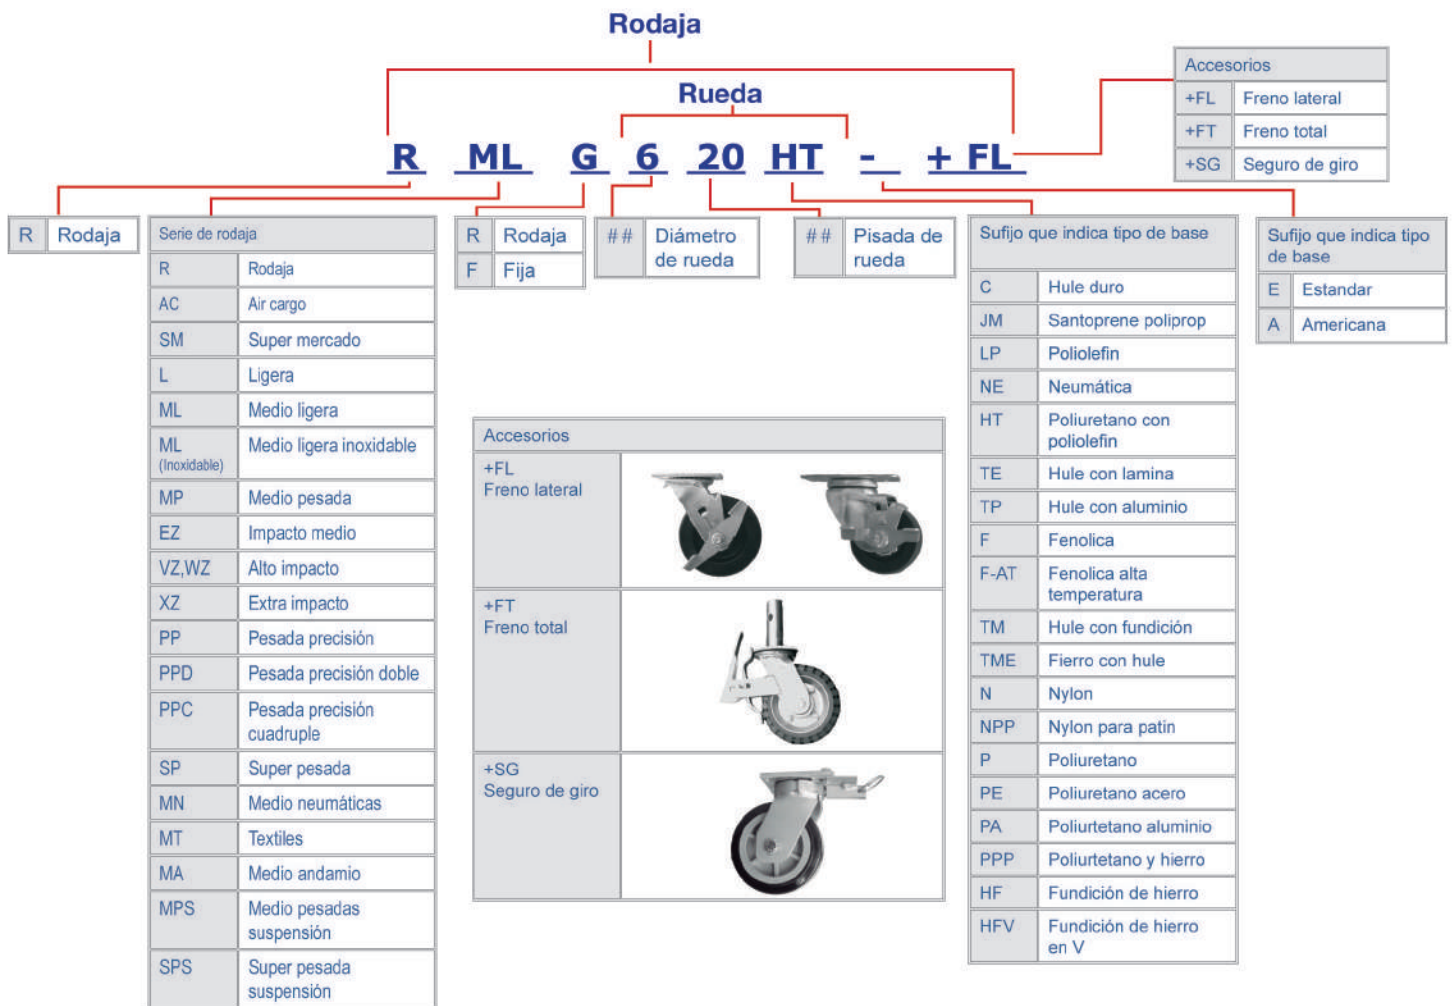 Rodaja
Rueda
R ML G 6 20 HT - + FL
Accesorios
+FL Freno lateral
+FT Freno total
+SG Seguro de giro
R Rodaja
Serie de rodaja
R Rodaja
AC Air cargo
SM Super mercado
L Ligera
ML Medio ligera
ML Medio ligera inoxidable
(Inoxidable)
MP Medio pesada
EZ Impacto medio
VZ,WZ Alto impacto
XZ Extra impacto
PP Pesada precisión
PPD Pesada precisión doble
PPC Pesada precisión
cuadruple
SP Super pesada
MN Medio neumáticas
MT Textiles
MA Medio andamio
MPS Medio pesadas
suspensión
SPS Super pesada
suspensión
R Rodaja
F Fija
## Diámetro
de rueda
## Pisada de
rueda
Accesorios
+FL
Freno lateral
+FT
Freno total
+SG
Seguro de giro
Sufijo que indica tipo de base
C Hule duro
JM Santoprene poliprop
LP Poliolefin
NE Neumática
HT Poliuretano con
poliolefin
TE Hule con lamina
TP Hule con aluminio
F Fenolica
F-AT Fenolica alta
temperatura
TM Hule con fundición
TME Fierro con hule
N Nylon
NPP Nylon para patin
P Poliuretano
PE Poliuretano acero
PA Poliurtetano aluminio
PPP Poliurtetano y hierro
HF Fundición de hierro
HFV Fundición de hierro
en V
Sufijo que indica tipo
de base
E Estandar
A Americana